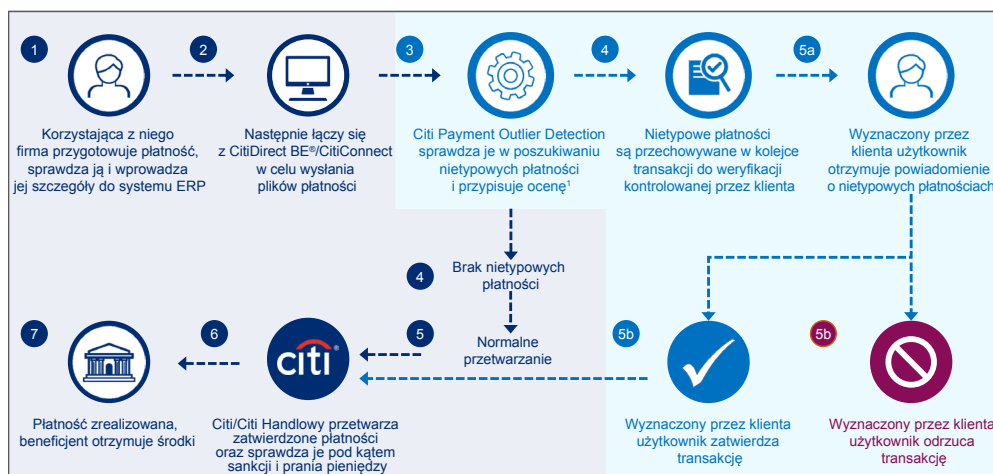 1
2
3
4
5a
Korzystająca z niego
firma przygotowuje płatność,
sprawdza ją i wprowadza
jej szczegóły do systemu ERP
Następnie łączy się
z CitiDirect BE®/CitiConnect
w celu wysłania
plików płatności
Citi Payment Outlier Detection
sprawdza je w poszukiwaniu
nietypowych płatności
i przypisuje ocenę¹
Nietypowe płatności
są przechowywane w kolejce
transakcji do weryfikacji
kontrolowanej przez klienta
Wyznaczony przez
klienta użytkownik
otrzymuje powiadomienie
o nietypowych płatnościach
4
Brak nietypowych
płatności
7
6
5
Normalne
przetwarzanie
5b
5b
citi
Płatność zrealizowana,
beneficjent otrzymuje środki
Citi/Citi Handlowy przetwarza
zatwierdzone płatności
oraz sprawdza je pod kątem
sankcji i prania pieniędzy
Wyznaczony przez klienta
użytkownik zatwierdza
transakcję
Wyznaczony przez klienta
użytkownik odrzuca
transakcję